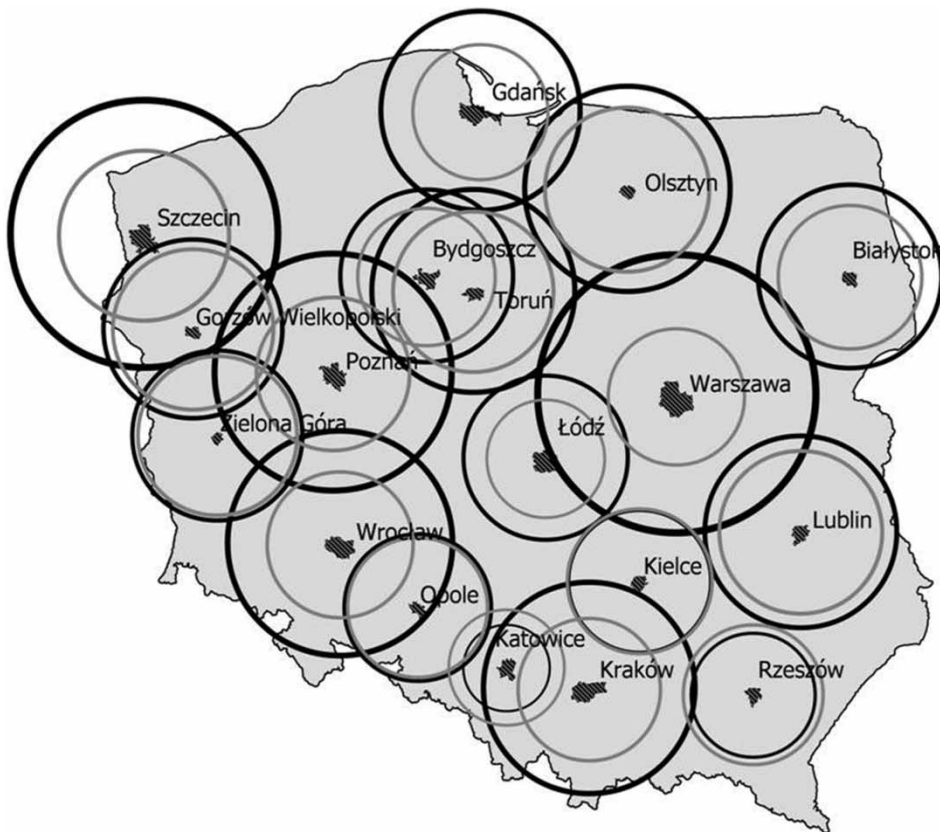 Gdańsk
Olsztyn
Szczecin
Bydgoszcz
Białystok
Toruń
Gorzów Wielkopolski
Poznań
Warszawa
Zielona Góra
Łódź
Lublin
Wrocław
Kielce
Opole
Katowice
Kraków
Rzeszów